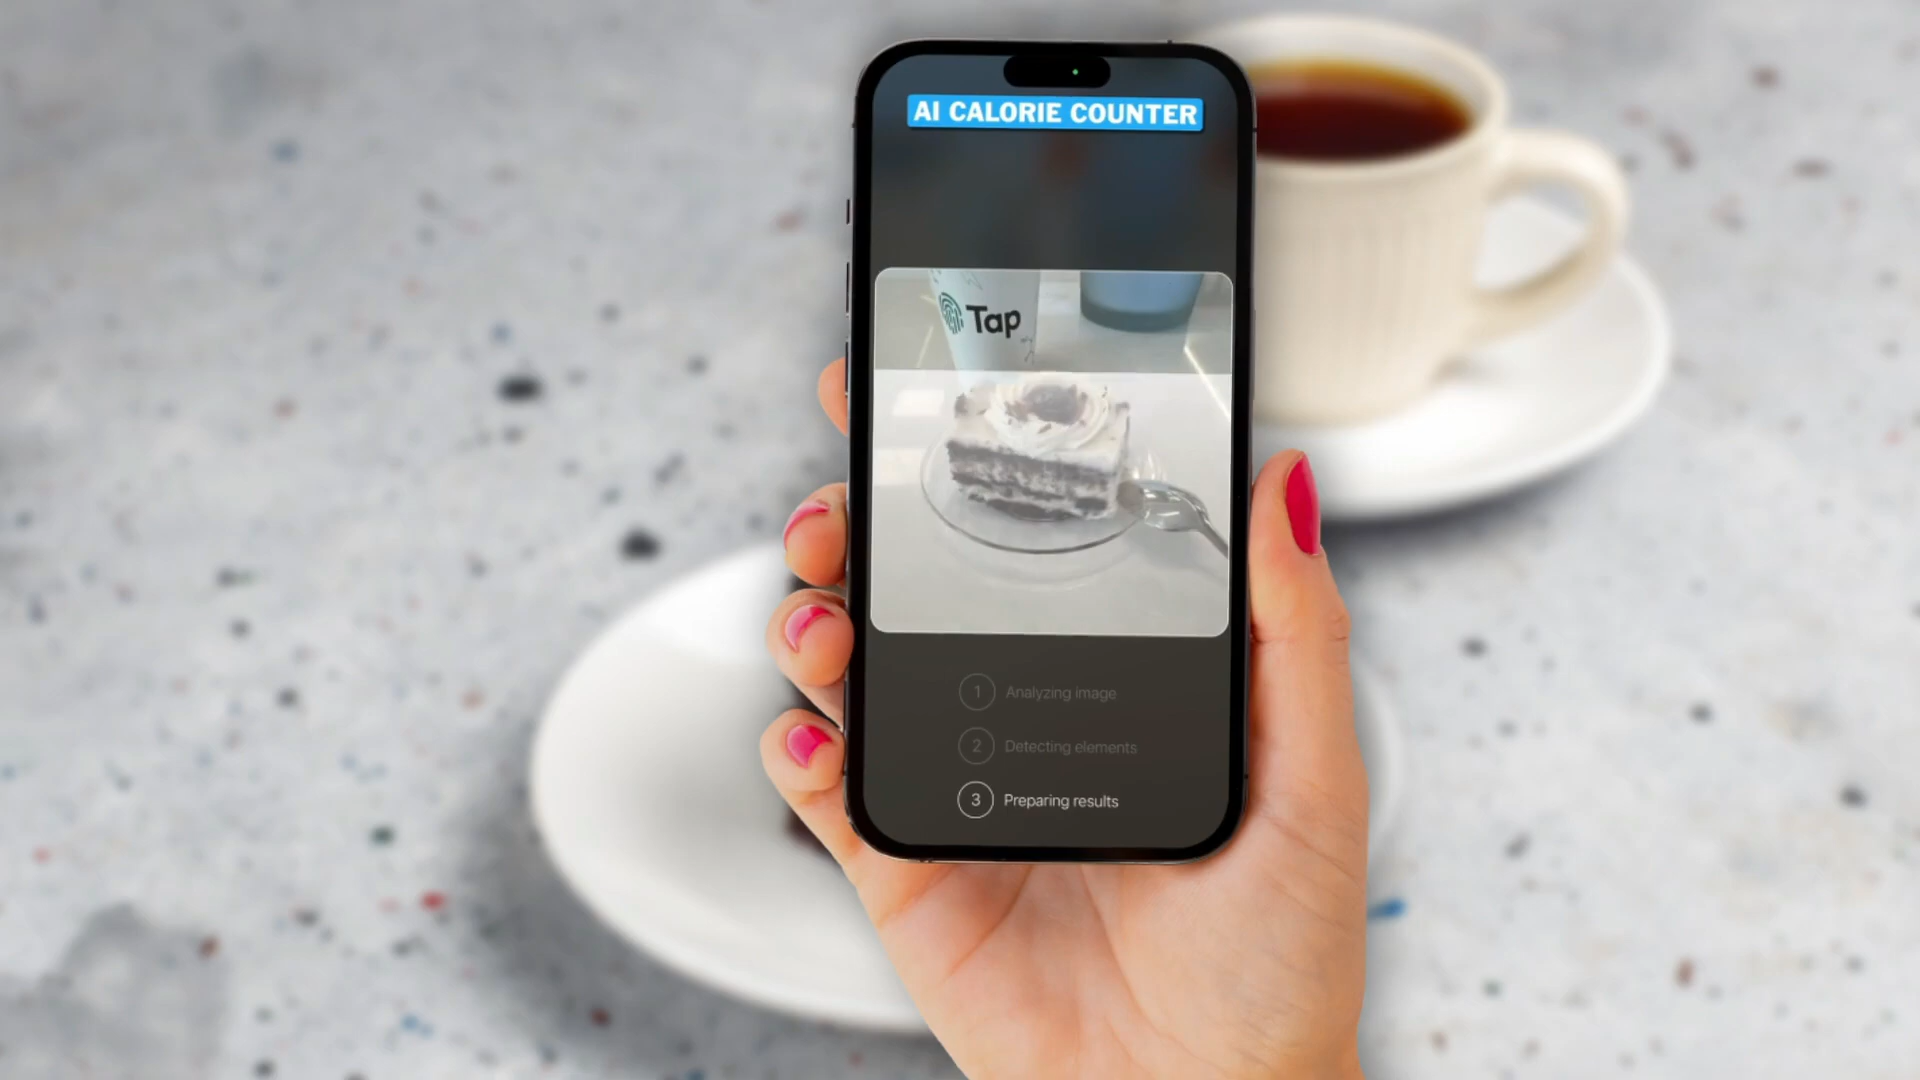 AI CALORIE COUNTER
Tap
1 Analyzing image
2 Detecting elements
3 Preparing results